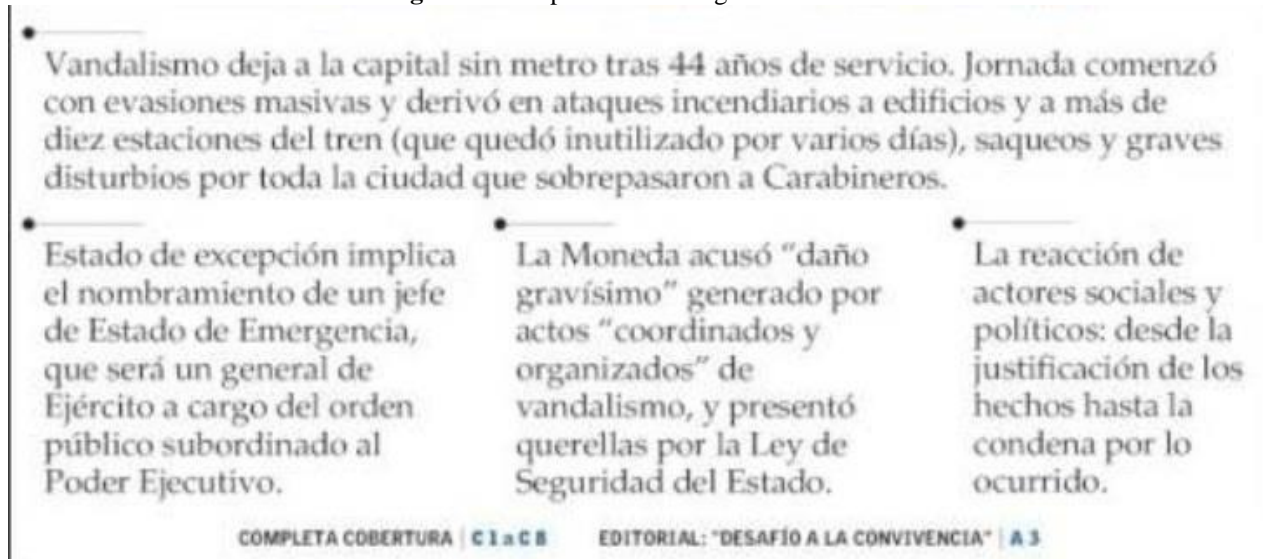 Vandalismo deja a la capital sin metro tras 44 años de servicio. Jornada comenzó
con evasiones masivas y derivó en ataques incendiarios a edificios y a más de
diez estaciones del tren (que quedó inutilizado por varios días), saqueos y graves
disturbios por toda la ciudad que sobrepasaron a Carabineros.
Estado de excepción implica
el nombramiento de un jefe
de Estado de Emergencia,
que será un general de
Ejército a cargo del orden
público subordinado al
Poder Ejecutivo.
La Moneda acusó "daño
gravísimo" generado por
actos "coordinados y
organizados" de
vandalismo, y presentó
querellas por la Ley de
Seguridad del Estado.
La reacción de
actores sociales y
políticos: desde la
justificación de los
hechos hasta la
condena por lo
ocurrido.
COMPLETA COBERTURA | C 1 a C 8 EDITORIAL: "DESAFÍO A LA CONVIVENCIA" | A 3